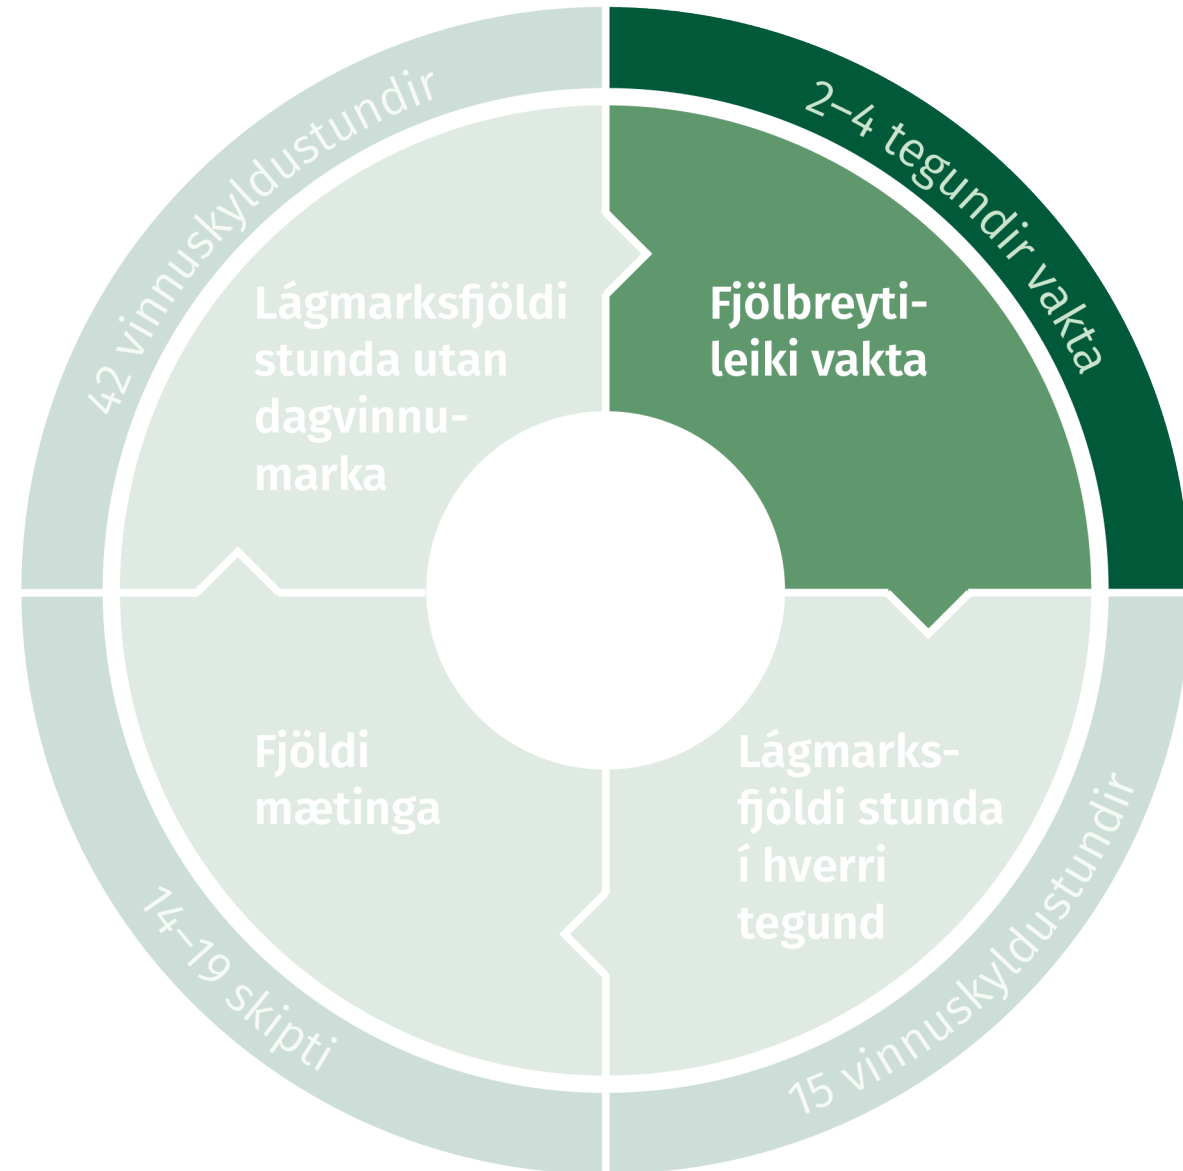 42 vinnuskyldustundir
Lágmarksfjöldi
stunda utan
dagvinnu-
marka
2–4 tegundir vakta
Fjölbreyti-
leiki vakta
Lágmarks-
fjöldi stunda
í hverri
tegund
15 vinnuskyldustundir
Fjöldi
mætinga
14–19 skipti